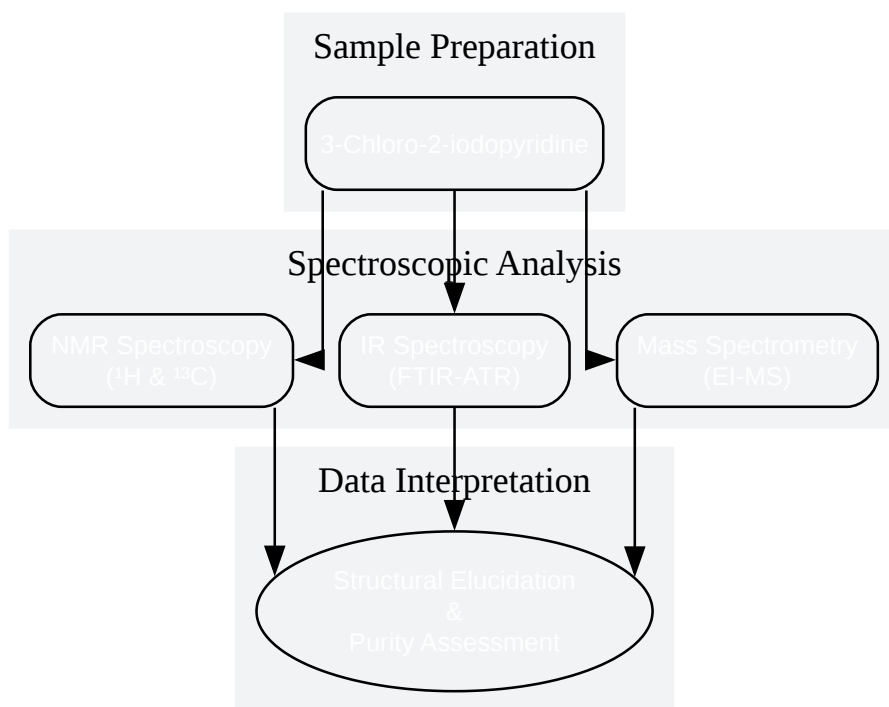 Sample Preparation
3-Chloro-2-iodopyridine
Spectroscopic Analysis
NMR Spectroscopy
(¹H & ¹³C)
IR Spectroscopy
(FTIR-ATR)
Mass Spectrometry
(EI-MS)
Data Interpretation
Structural Elucidation
&
Purity Assessment